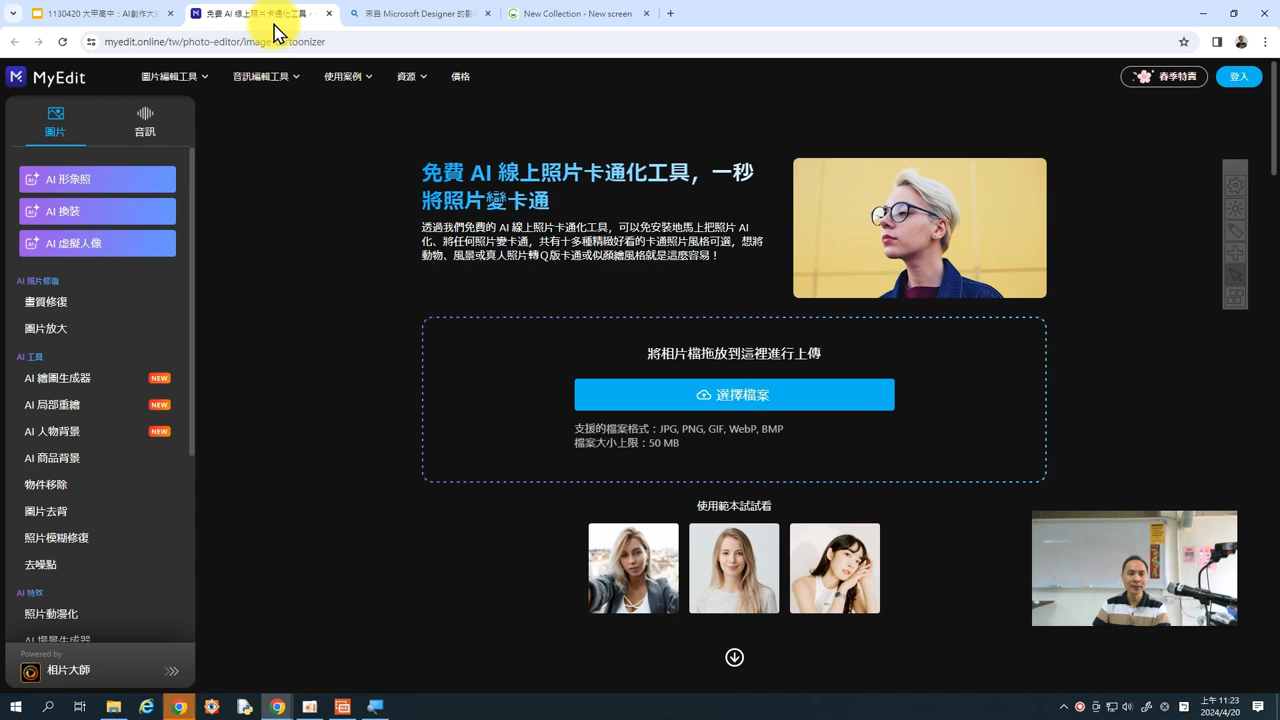 1130420 大甲高中：AI創作大
免費 AI 線上照片卡通化工具，
來自 Microsoft Designer 的影
New Collection - New screen
myedit.online/tw/photo-editor/image-cartoonizer
MyEdit
圖片編輯工具
音訊編輯工具
使用案例
資源
價格
春季特賣
登入
圖片
音訊
AI 形象照
AI 換裝
AI 虛擬人像
AI 照片修復
畫質修復
圖片放大
AI 工具
AI 繪圖生成器 NEW
AI 局部重繪 NEW
AI 人物背景 NEW
AI 商品背景
物件移除
圖片去背
照片模糊修復
去噪點
AI 特效
照片動漫化
AI 場景生成器
Powered by
相片大師
免費 AI 線上照片卡通化工具，一秒
將照片變卡通
透過我們免費的 AI 線上照片卡通化工具，可以免安裝地馬上把照片 AI
化、將任何照片變卡通，共有十多種精緻好看的卡通照片風格可選，想將
動物、風景或真人照片轉Ｑ版卡通或似顏繪風格就是這麼容易！
將相片檔拖放到這裡進行上傳
選擇檔案
支援的檔案格式：JPG, PNG, GIF, WebP, BMP
檔案大小上限：50 MB
使用範本試試看
上午 11:23
2024/4/20